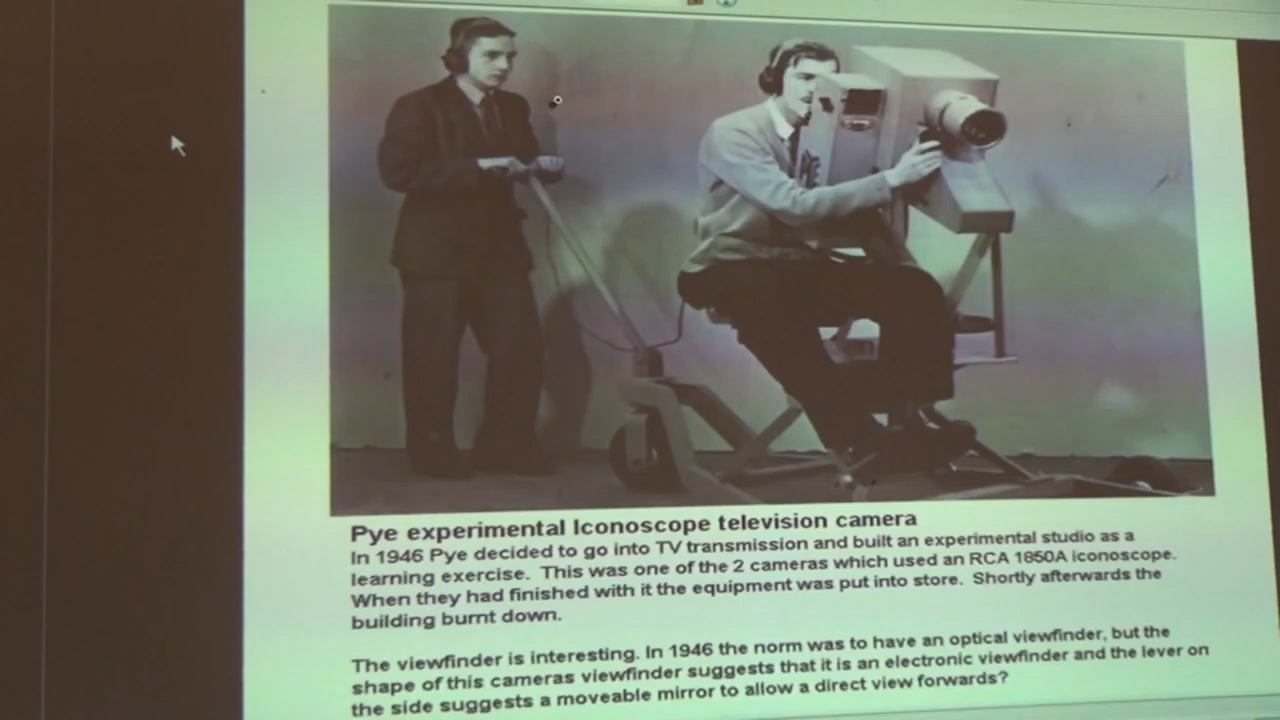 Pye experimental Iconoscope television camera
In 1946 Pye decided to go into TV transmission and built an experimental studio as a
learning exercise. This was one of the 2 cameras which used an RCA 1850A iconoscope.
When they had finished with it the equipment was put into store. Shortly afterwards the
building burnt down.
The viewfinder is interesting. In 1946 the norm was to have an optical viewfinder, but the
shape of this cameras viewfinder suggests that it is an electronic viewfinder and the lever on
the side suggests a moveable mirror to allow a direct view forwards?